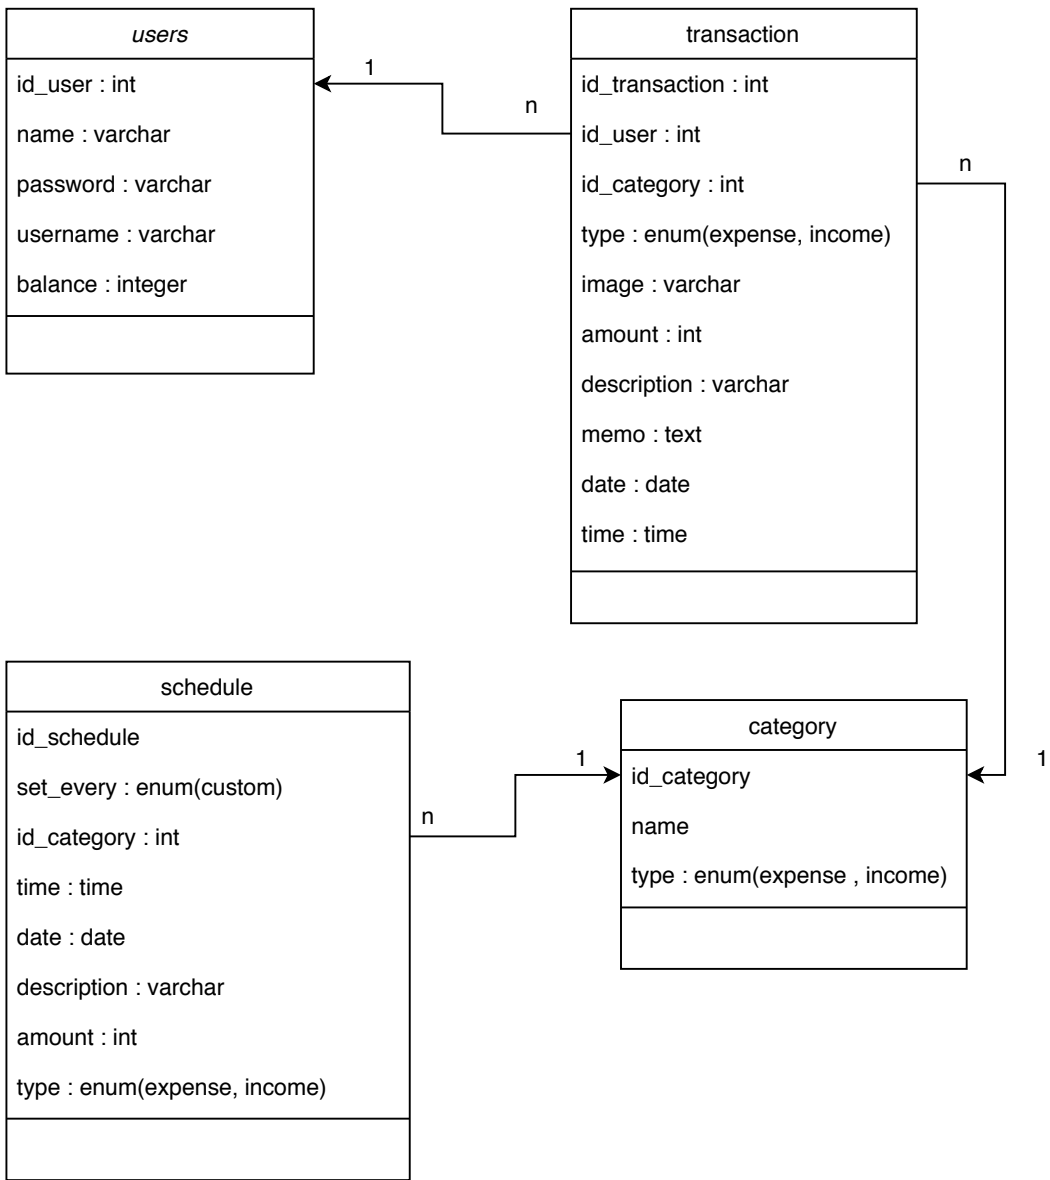 users
id_user : int
name : varchar
password : varchar
username : varchar
balance : integer
1
n
transaction
id_transaction : int
id_user : int
id_category : int
type : enum(expense, income)
image : varchar
amount : int
description : varchar
memo : text
date : date
time : time
n
schedule
id_schedule
set_every : enum(custom)
id_category : int
time : time
date : date
description : varchar
amount : int
type : enum(expense, income)
n
1
category
id_category
name
type : enum(expense , income)
1